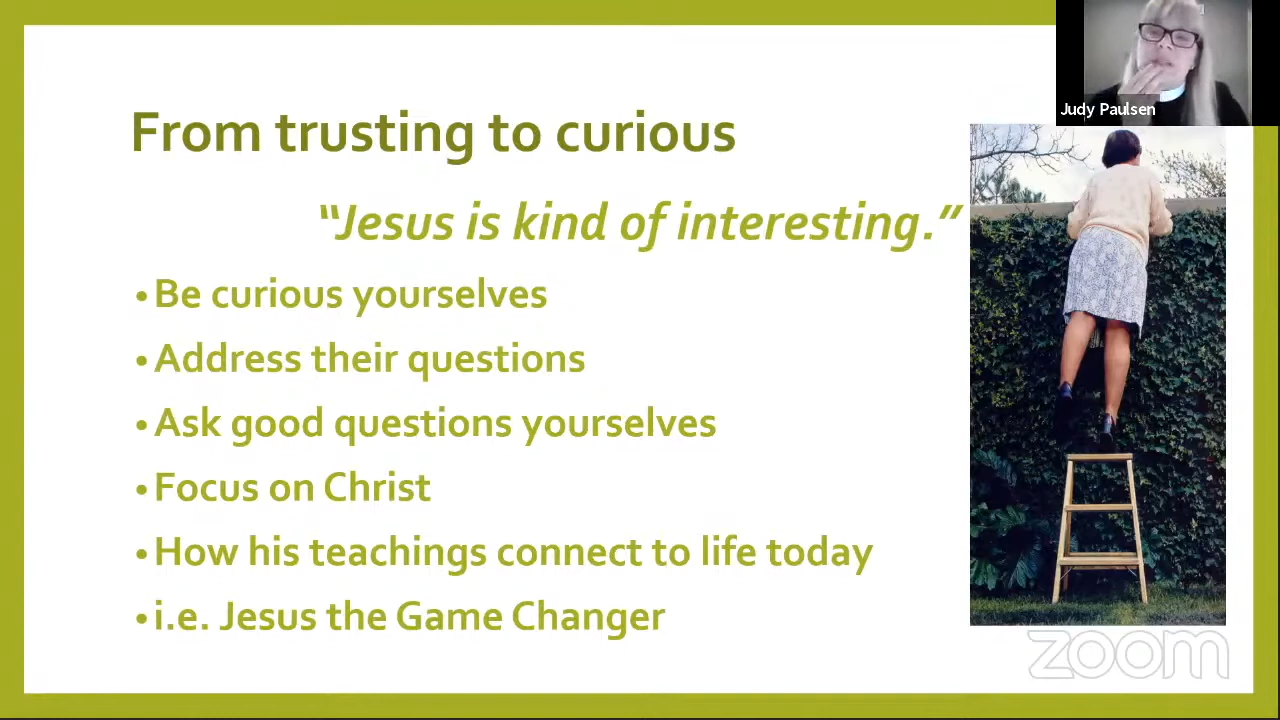 Judy Paulsen
From trusting to curious
“Jesus is kind of interesting.”
•Be curious yourselves
•Address their questions
•Ask good questions yourselves
•Focus on Christ
•How his teachings connect to life today
•i.e. Jesus the Game Changer
zoom